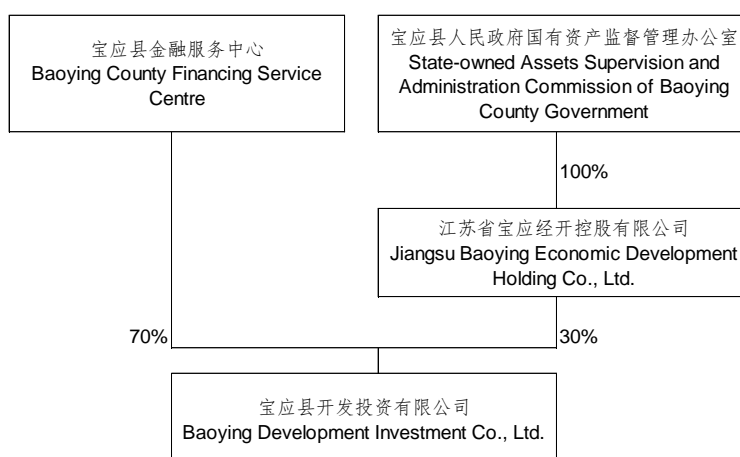 宝应县金融服务中心
Baoying County Financing Service
Centre
宝应县人民政府国有资产监督管理办公室
State-owned Assets Supervision and
Administration Commission of Baoying
County Government
100%
江苏省宝应经开控股有限公司
Jiangsu Baoying Economic Development
Holding Co., Ltd.
70%
30%
宝应县开发投资有限公司
Baoying Development Investment Co., Ltd.